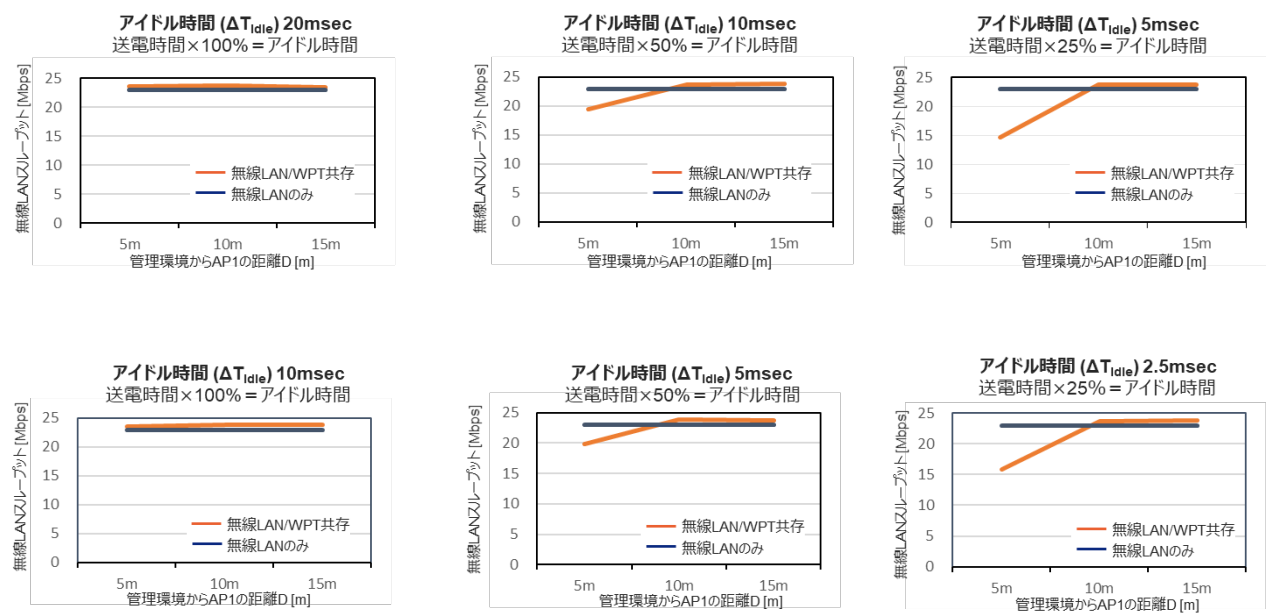 アイドル時間 (ΔTIdle) 20msec
送電時間×100%=アイドル時間
無線LANスループット [Mbps]
25
20
15
10
5
0
無線LAN/WPT共存
無線LANのみ
5m 10m 15m
管理環境からAP1の距離D [m]
アイドル時間 (ΔTIdle) 10msec
送電時間×50%=アイドル時間
無線LANスループット [Mbps]
25
20
15
10
5
0
無線LAN/WPT共存
無線LANのみ
5m 10m 15m
管理環境からAP1の距離D [m]
アイドル時間 (ΔTIdle) 5msec
送電時間×25%=アイドル時間
無線LANスループット [Mbps]
25
20
15
10
5
0
無線LAN/WPT共存
無線LANのみ
5m 10m 15m
管理環境からAP1の距離D [m]
アイドル時間 (ΔTIdle) 10msec
送電時間×100%=アイドル時間
無線LANスループット [Mbps]
25
20
15
10
5
0
無線LAN/WPT共存
無線LANのみ
5m 10m 15m
管理環境からAP1の距離D [m]
アイドル時間 (ΔTIdle) 5msec
送電時間×50%=アイドル時間
無線LANスループット [Mbps]
25
20
15
10
5
0
無線LAN/WPT共存
無線LANのみ
5m 10m 15m
管理環境からAP1の距離D [m]
アイドル時間 (ΔTIdle) 2.5msec
送電時間×25%=アイドル時間
無線LANスループット [Mbps]
25
20
15
10
5
0
無線LAN/WPT共存
無線LANのみ
5m 10m 15m
管理環境からAP1の距離D [m]